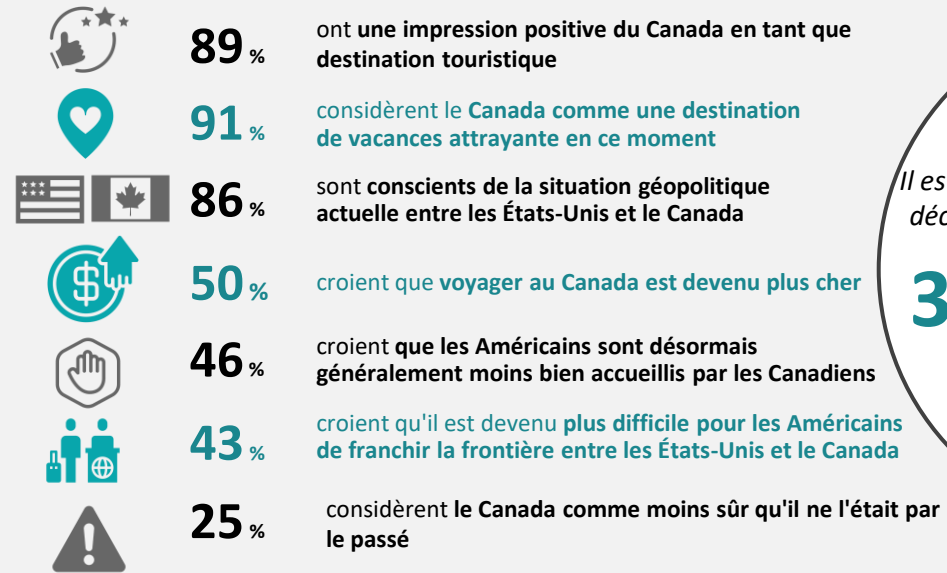 89 %
ont une impression positive du Canada en tant que
destination touristique
91 %
considèrent le Canada comme une destination
de vacances attrayante en ce moment
86 %
sont conscients de la situation géopolitique
actuelle entre les États-Unis et le Canada
50 %
croient que voyager au Canada est devenu plus cher
46 %
croient que les Américains sont désormais
généralement moins bien accueillis par les Canadiens
43 %
croient qu'il est devenu plus difficile pour les Américains
de franchir la frontière entre les États-Unis et le Canada
25 %
considèrent le Canada comme moins sûr qu'il ne l'était par
le passé
Il es
déc
3